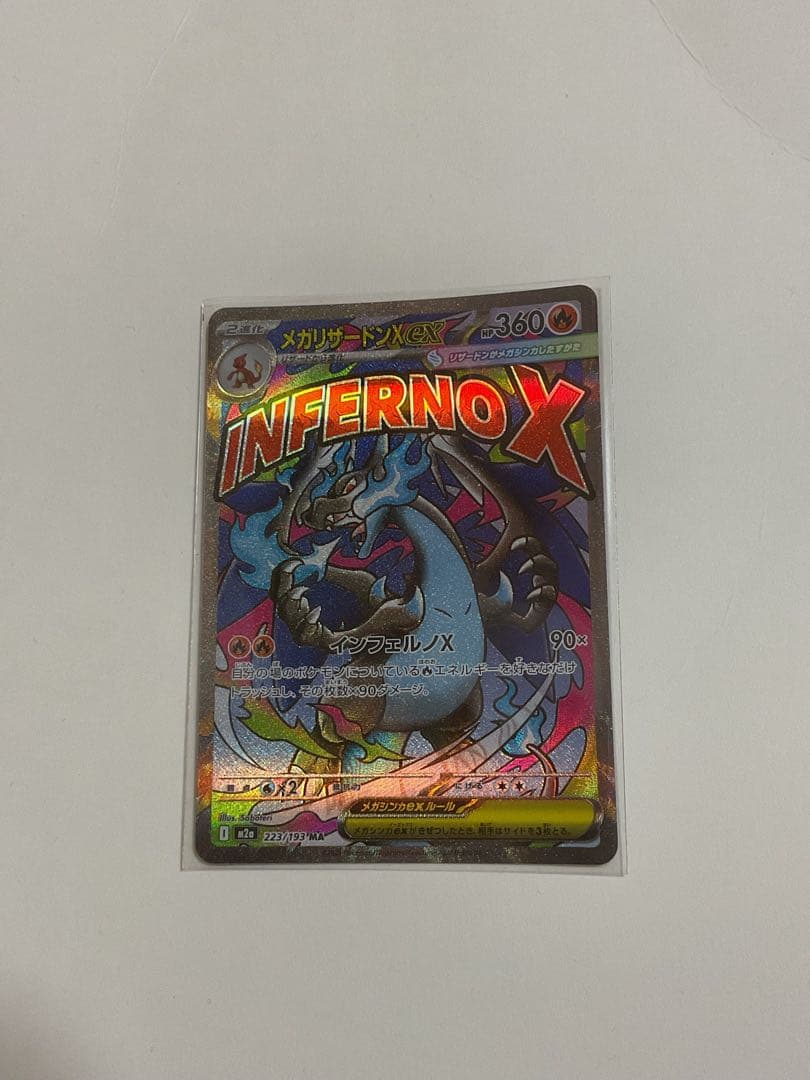 2進化
メガリザードンXex
HP360
リザードンがメガシンカしたすがた
INFERNO X
インフェルノX 90×
自分の場のポケモンについている エネルギーを好きなだけ
トラッシュし、その枚数×90ダメージ。
×2
にげる
メガシンカexルール
メガシンカexがきぜつしたとき、相手はサイドを3枚とる。
Illus. Saboteri
I m2a 223/193 MA